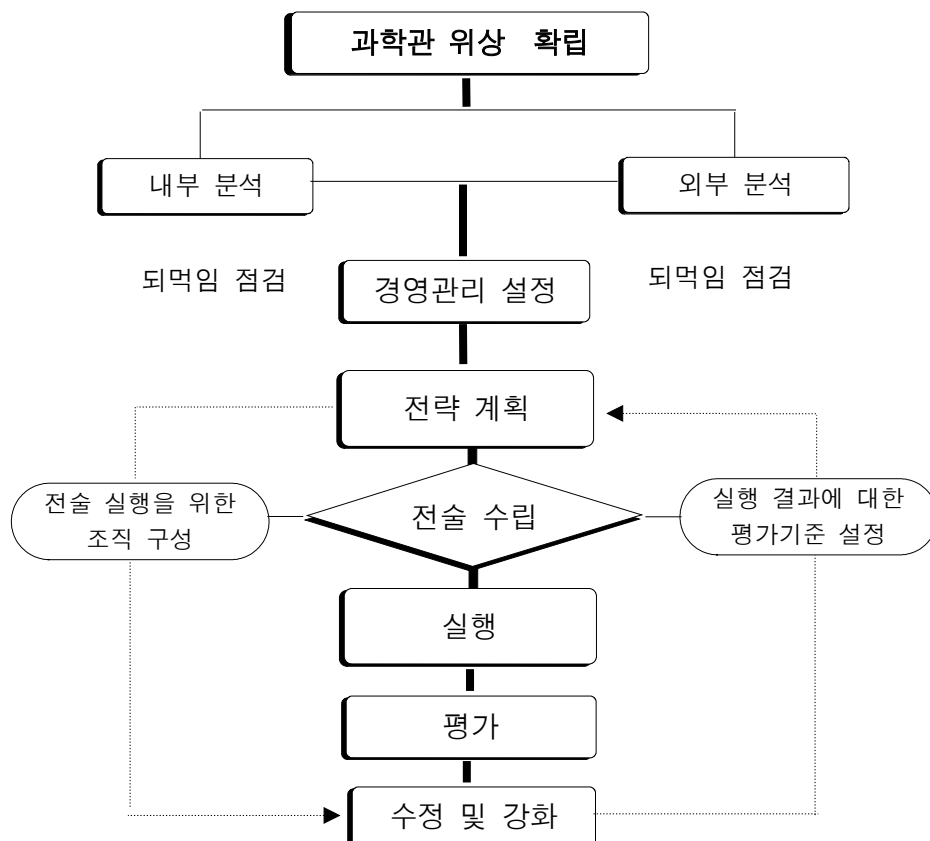 과학관 위상 확립
내부 분석
외부 분석
되먹임 점검
경영관리 설정
되먹임 점검
전략 계획
전술 실행을 위한
조직 구성
전술 수립
실행 결과에 대한
평가기준 설정
실행
평가
수정 및 강화